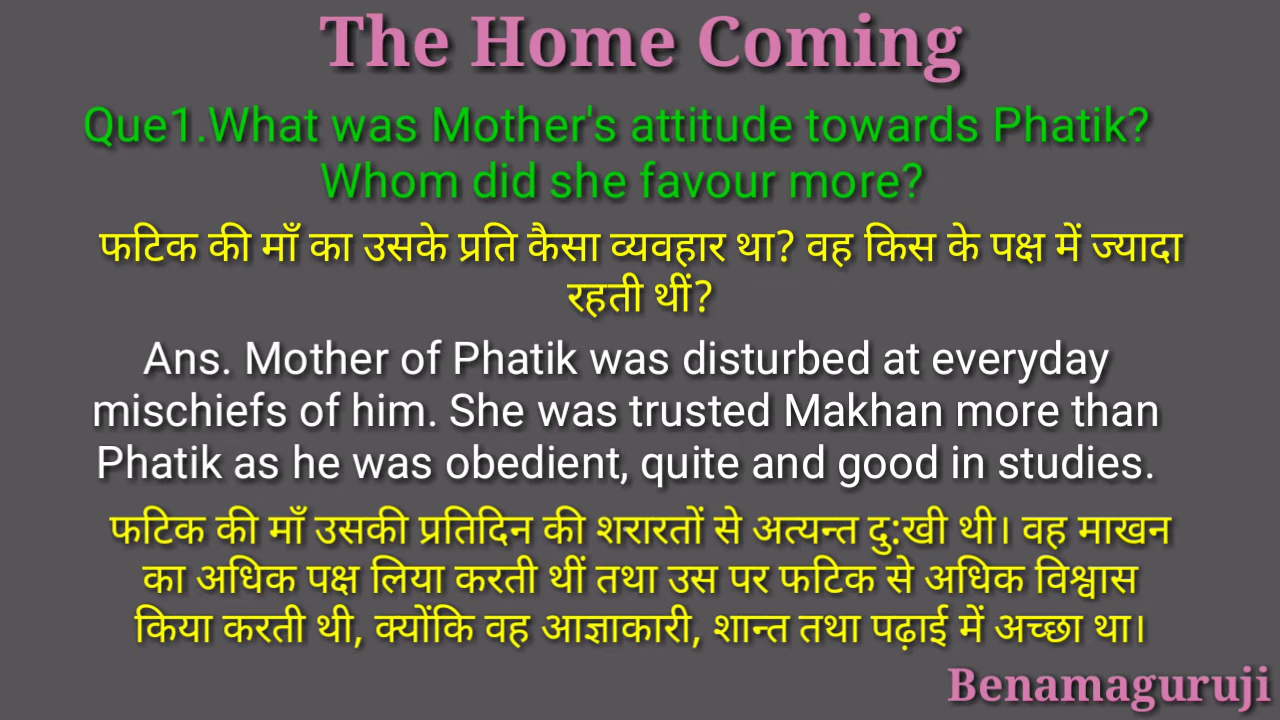 The Home Coming
Que1.What was Mother's attitude towards Phatik?
Whom did she favour more?
फटिक की माँ का उसके प्रति कैसा व्यवहार था? वह किस के पक्ष में ज्यादा
रहती थीं?
Ans. Mother of Phatik was disturbed at everyday
mischiefs of him. She was trusted Makhan more than
Phatik as he was obedient, quite and good in studies.
फटिक की माँ उसकी प्रतिदिन की शरारतों से अत्यन्त दु:खी थी। वह माखन
का अधिक पक्ष लिया करती थीं तथा उस पर फटिक से अधिक विश्वास
किया करती थी, क्योंकि वह आज्ञाकारी, शान्त तथा पढ़ाई में अच्छा था।
Benamaguruji